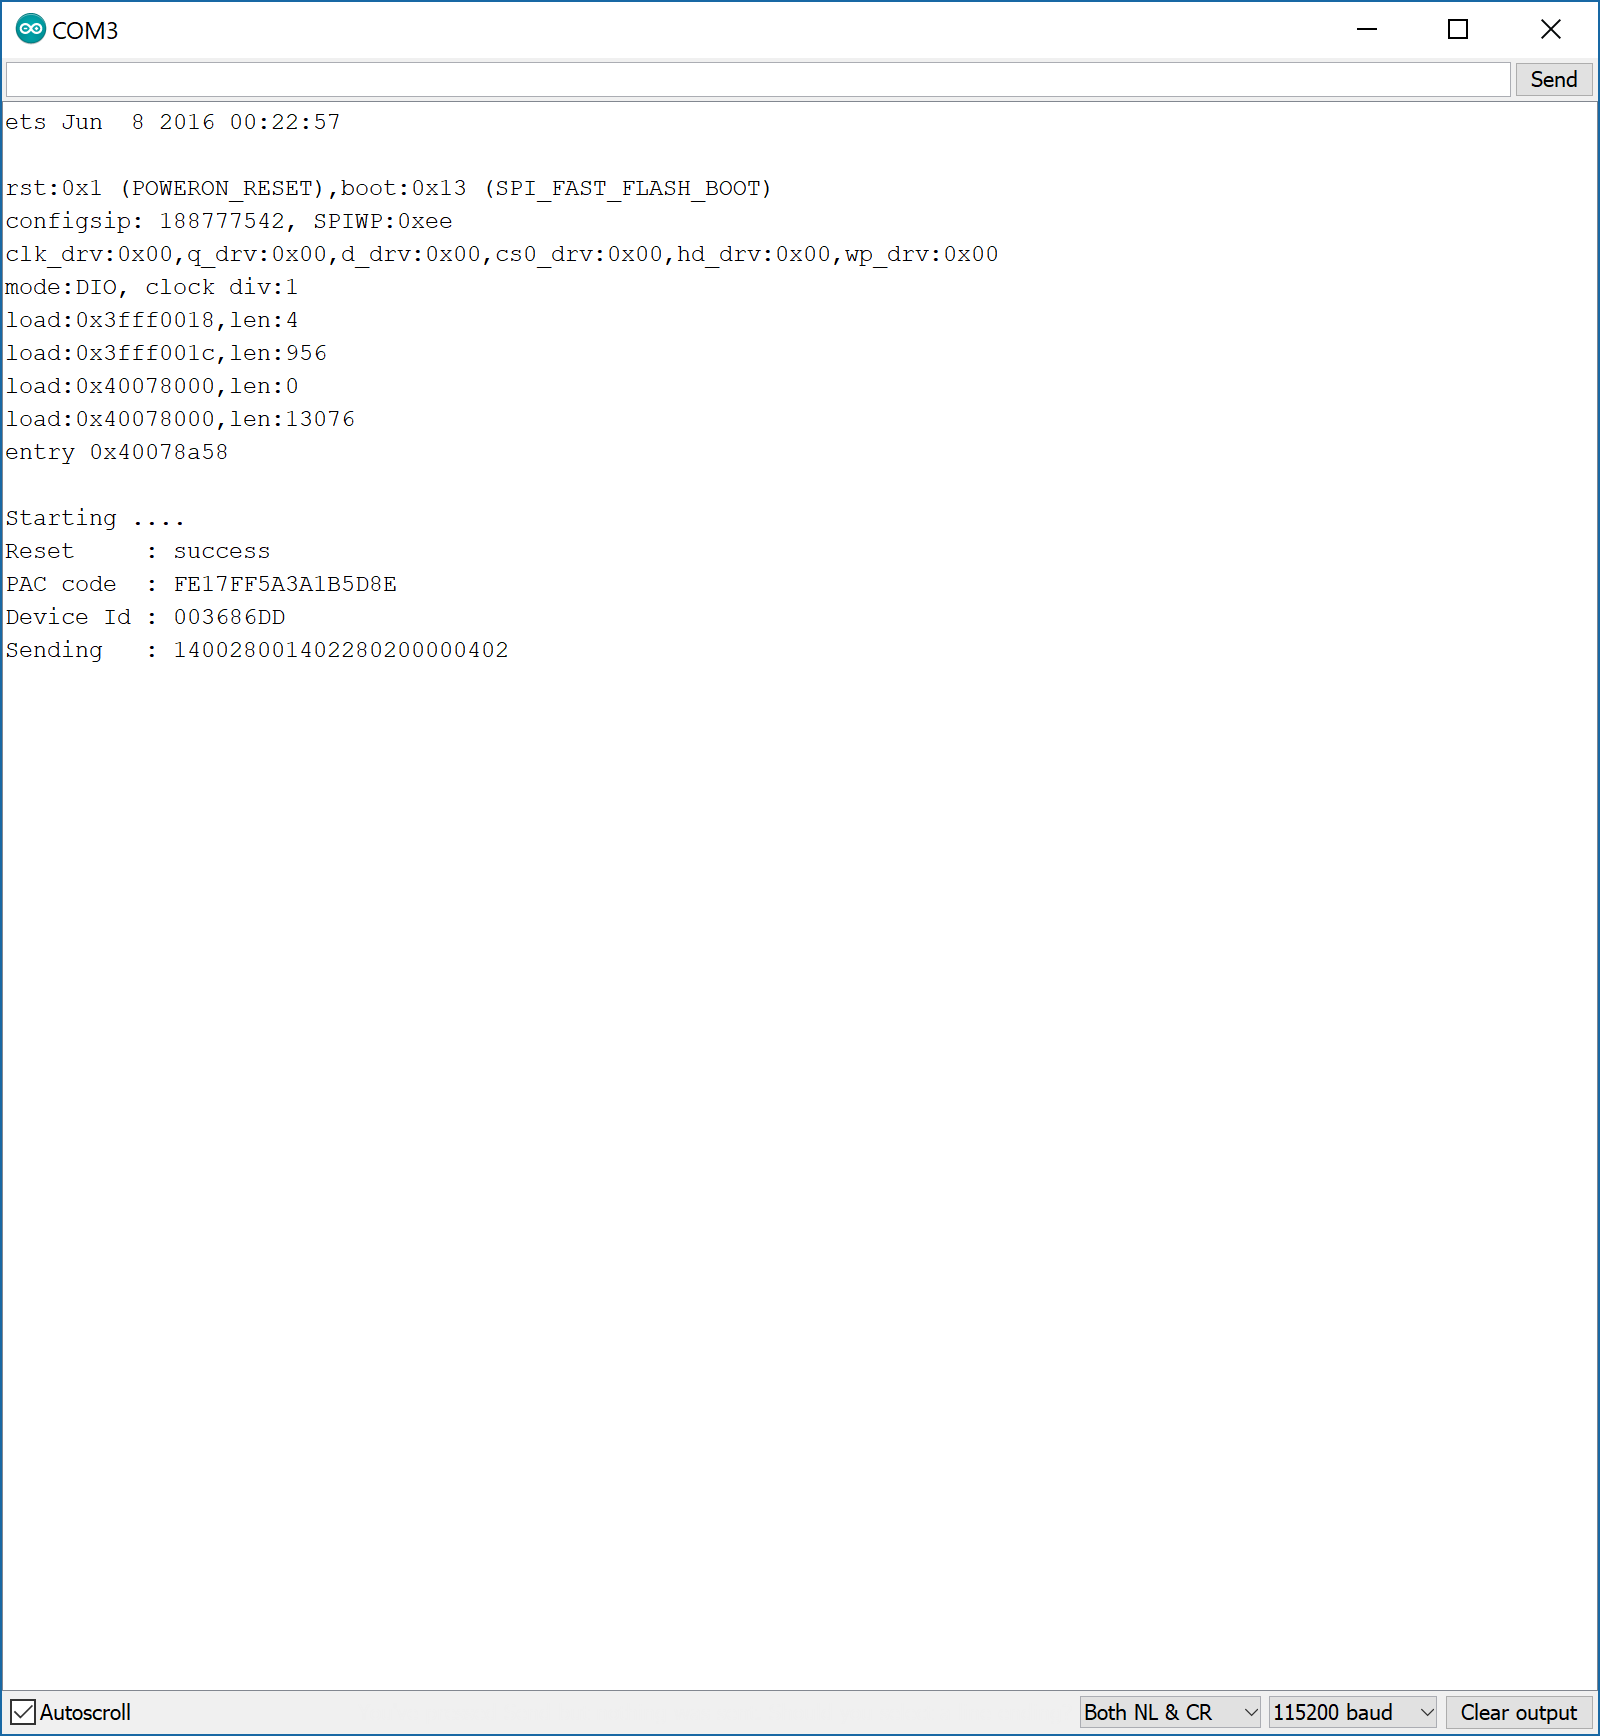 COM3
Send
ets Jun  8 2016 00:22:57
rst:0x1 (POWERON_RESET),boot:0x13 (SPI_FAST_FLASH_BOOT)
configsip: 188777542, SPIWP:0xee
clk_drv:0x00,q_drv:0x00,d_drv:0x00,cs0_drv:0x00,hd_drv:0x00,wp_drv:0x00
mode:DIO, clock div:1
load:0x3fff0018,len:4
load:0x3fff001c,len:956
load:0x40078000,len:0
load:0x40078000,len:13076
entry 0x40078a58
Starting ....
Reset     : success
PAC code  : FE17FF5A3A1B5D8E
Device Id : 003686DD
Sending   : 140028001402280200000402
Autoscroll
Both NL & CR
115200 baud
Clear output